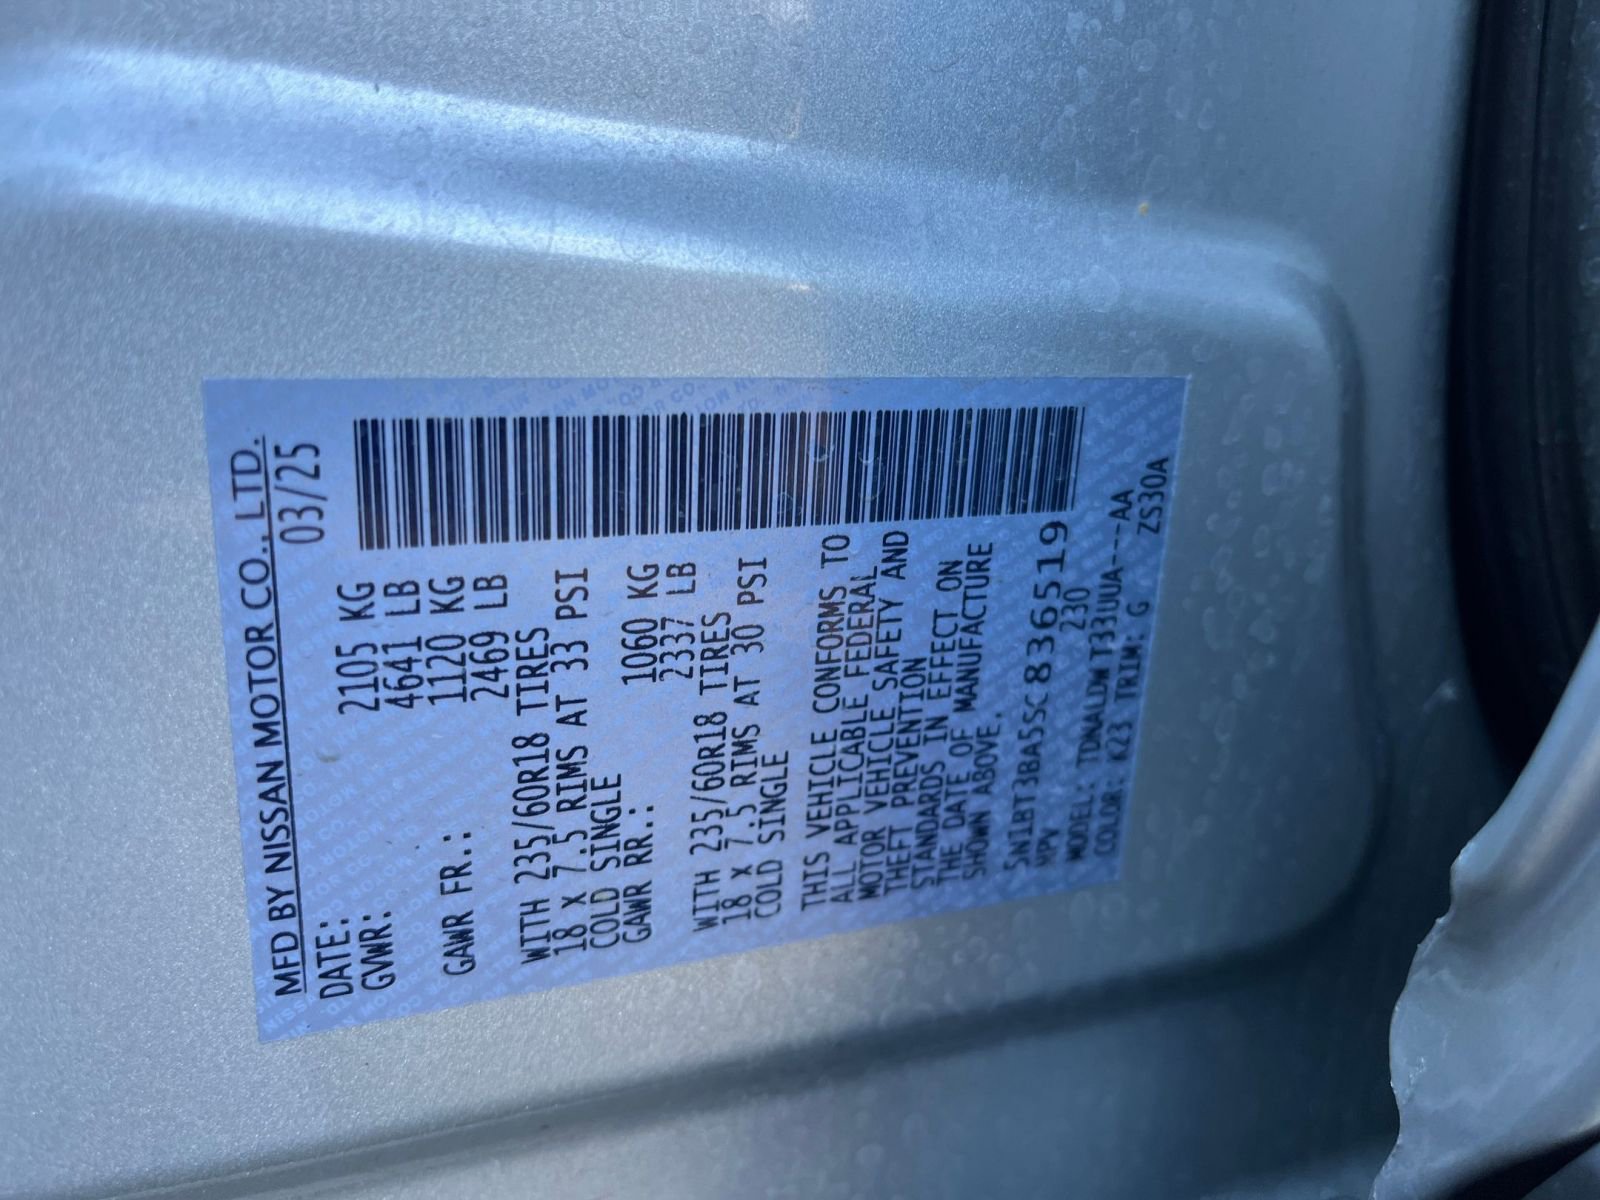 MFD BY NISSAN MOTOR CO., LTD.
DATE: 03/25
GVWR: 2105 KG
4641 LB
GAWR FR.: 1120 KG
2469 LB
WITH 235/60R18 TIRES
18 X 7.5 RIMS AT 33 PSI
COLD SINGLE
GAWR RR.: 1060 KG
2337 LB
WITH 235/60R18 TIRES
18 X 7.5 RIMS AT 30 PSI
COLD SINGLE
THIS VEHICLE CONFORMS TO
ALL APPLICABLE FEDERAL
MOTOR VEHICLE SAFETY AND
THEFT PREVENTION
STANDARDS IN EFFECT ON
THE DATE OF MANUFACTURE
SHOWN ABOVE.
5N1BT3BA5SC836519
MPV 230
MODEL: TDNALDWT33UUA---AA
COLOR: K23 TRIM: G ZS30A